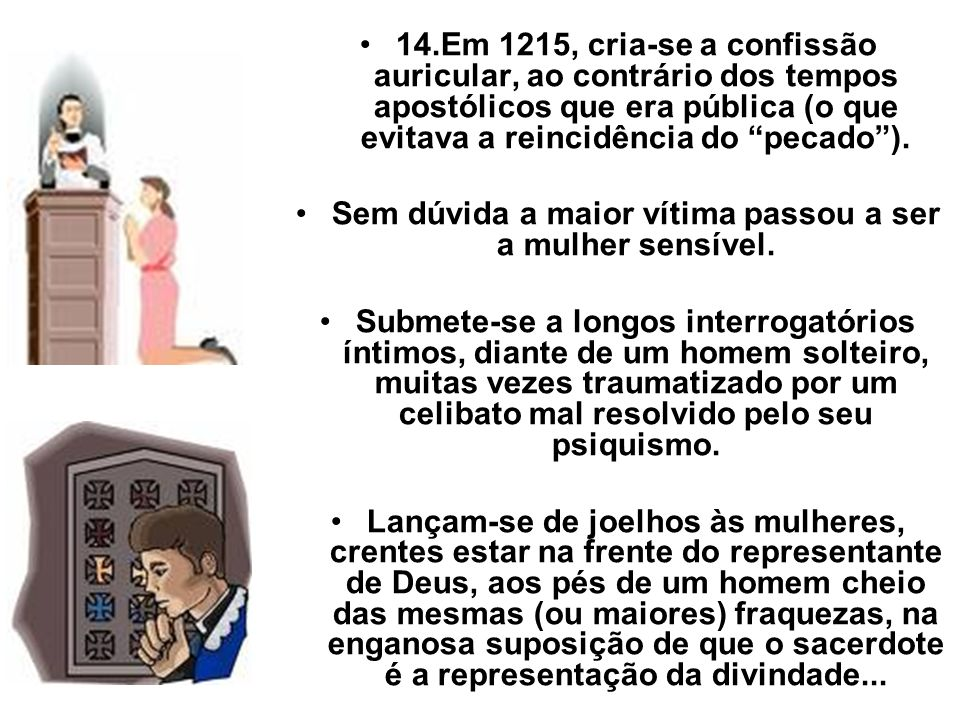 • 14.Em 1215, cria-se a confissão
auricular, ao contrário dos tempos
apostólicos que era pública (o que
evitava a reincidência do “pecado”).
• Sem dúvida a maior vítima passou a ser
a mulher sensível.
• Submete-se a longos interrogatórios
íntimos, diante de um homem solteiro,
muitas vezes traumatizado por um
celibato mal resolvido pelo seu
psiquismo.
• Lançam-se de joelhos às mulheres,
crentes estar na frente do representante
de Deus, aos pés de um homem cheio
das mesmas (ou maiores) fraquezas, na
enganosa suposição de que o sacerdote
é a representação da divindade...